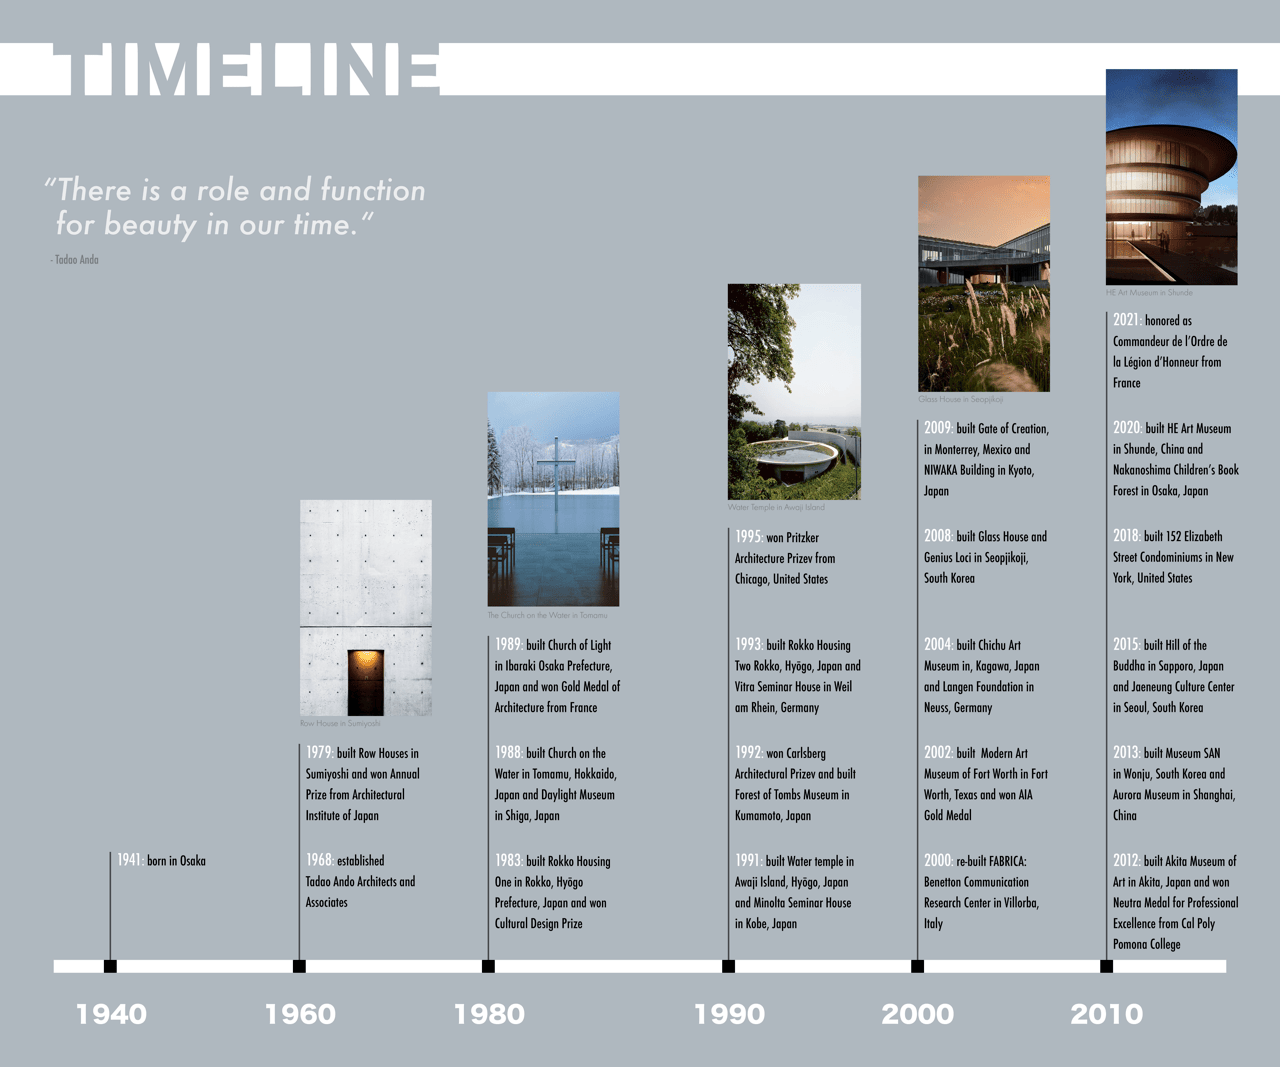 TIMELINE
“There is a role and function
for beauty in our time.“
- Tadao Ando
HE Art Museum in Shunde
2021: honored as
Commandeur de l’Ordre de
la Légion d’Honneur from
France
2020: built HE Art Museum
in Shunde, China and
Nakanoshima Children’s Book
Forest in Osaka, Japan
2018: built 152 Elizabeth
Street Condominiums in New
York, United States
2015: built Hill of the
Buddha in Sapporo, Japan
and Jaeneung Culture Center
in Seoul, South Korea
2013: built Museum SAN
in Wonju, South Korea and
Aurora Museum in Shanghai,
China
2012: built Akita Museum of
Art in Akita, Japan and won
Neutra Medal for Professional
Excellence from Cal Poly
Pomona College
Glass House in Seopjikoji
2009: built Gate of Creation,
in Monterrey, Mexico and
NIWAKA Building in Kyoto,
Japan
2008: built Glass House and
Genius Loci in Seopjikoji,
South Korea
2004: built Chichu Art
Museum in, Kagawa, Japan
and Langen Foundation in
Neuss, Germany
2002: built Modern Art
Museum of Fort Worth in Fort
Worth, Texas and won AIA
Gold Medal
2000: re-built FABRICA:
Benetton Communication
Research Center in Villorba,
Italy
Water Temple in Awaji Island
1995: won Pritzker
Architecture Prizev from
Chicago, United States
1993: built Rokko Housing
Two Rokko, Hyōgo, Japan and
Vitra Seminar House in Weil
am Rhein, Germany
1992: won Carlsberg
Architectural Prizev and built
Forest of Tombs Museum in
Kumamoto, Japan
1991: built Water temple in
Awaji Island, Hyōgo, Japan
and Minolta Seminar House
in Kobe, Japan
The Church on the Water in Tomamu
1989: built Church of Light
in Ibaraki Osaka Prefecture,
Japan and won Gold Medal of
Architecture from France
1988: built Church on the
Water in Tomamu, Hokkaido,
Japan and Daylight Museum
in Shiga, Japan
1983: built Rokko Housing
One in Rokko, Hyōgo
Prefecture, Japan and won
Cultural Design Prize
Row House in Sumiyoshi
1979: built Row Houses in
Sumiyoshi and won Annual
Prize from Architectural
Institute of Japan
1968: established
Tadao Ando Architects and
Associates
1941: born in Osaka
1940
1960
1980
1990
2000
2010